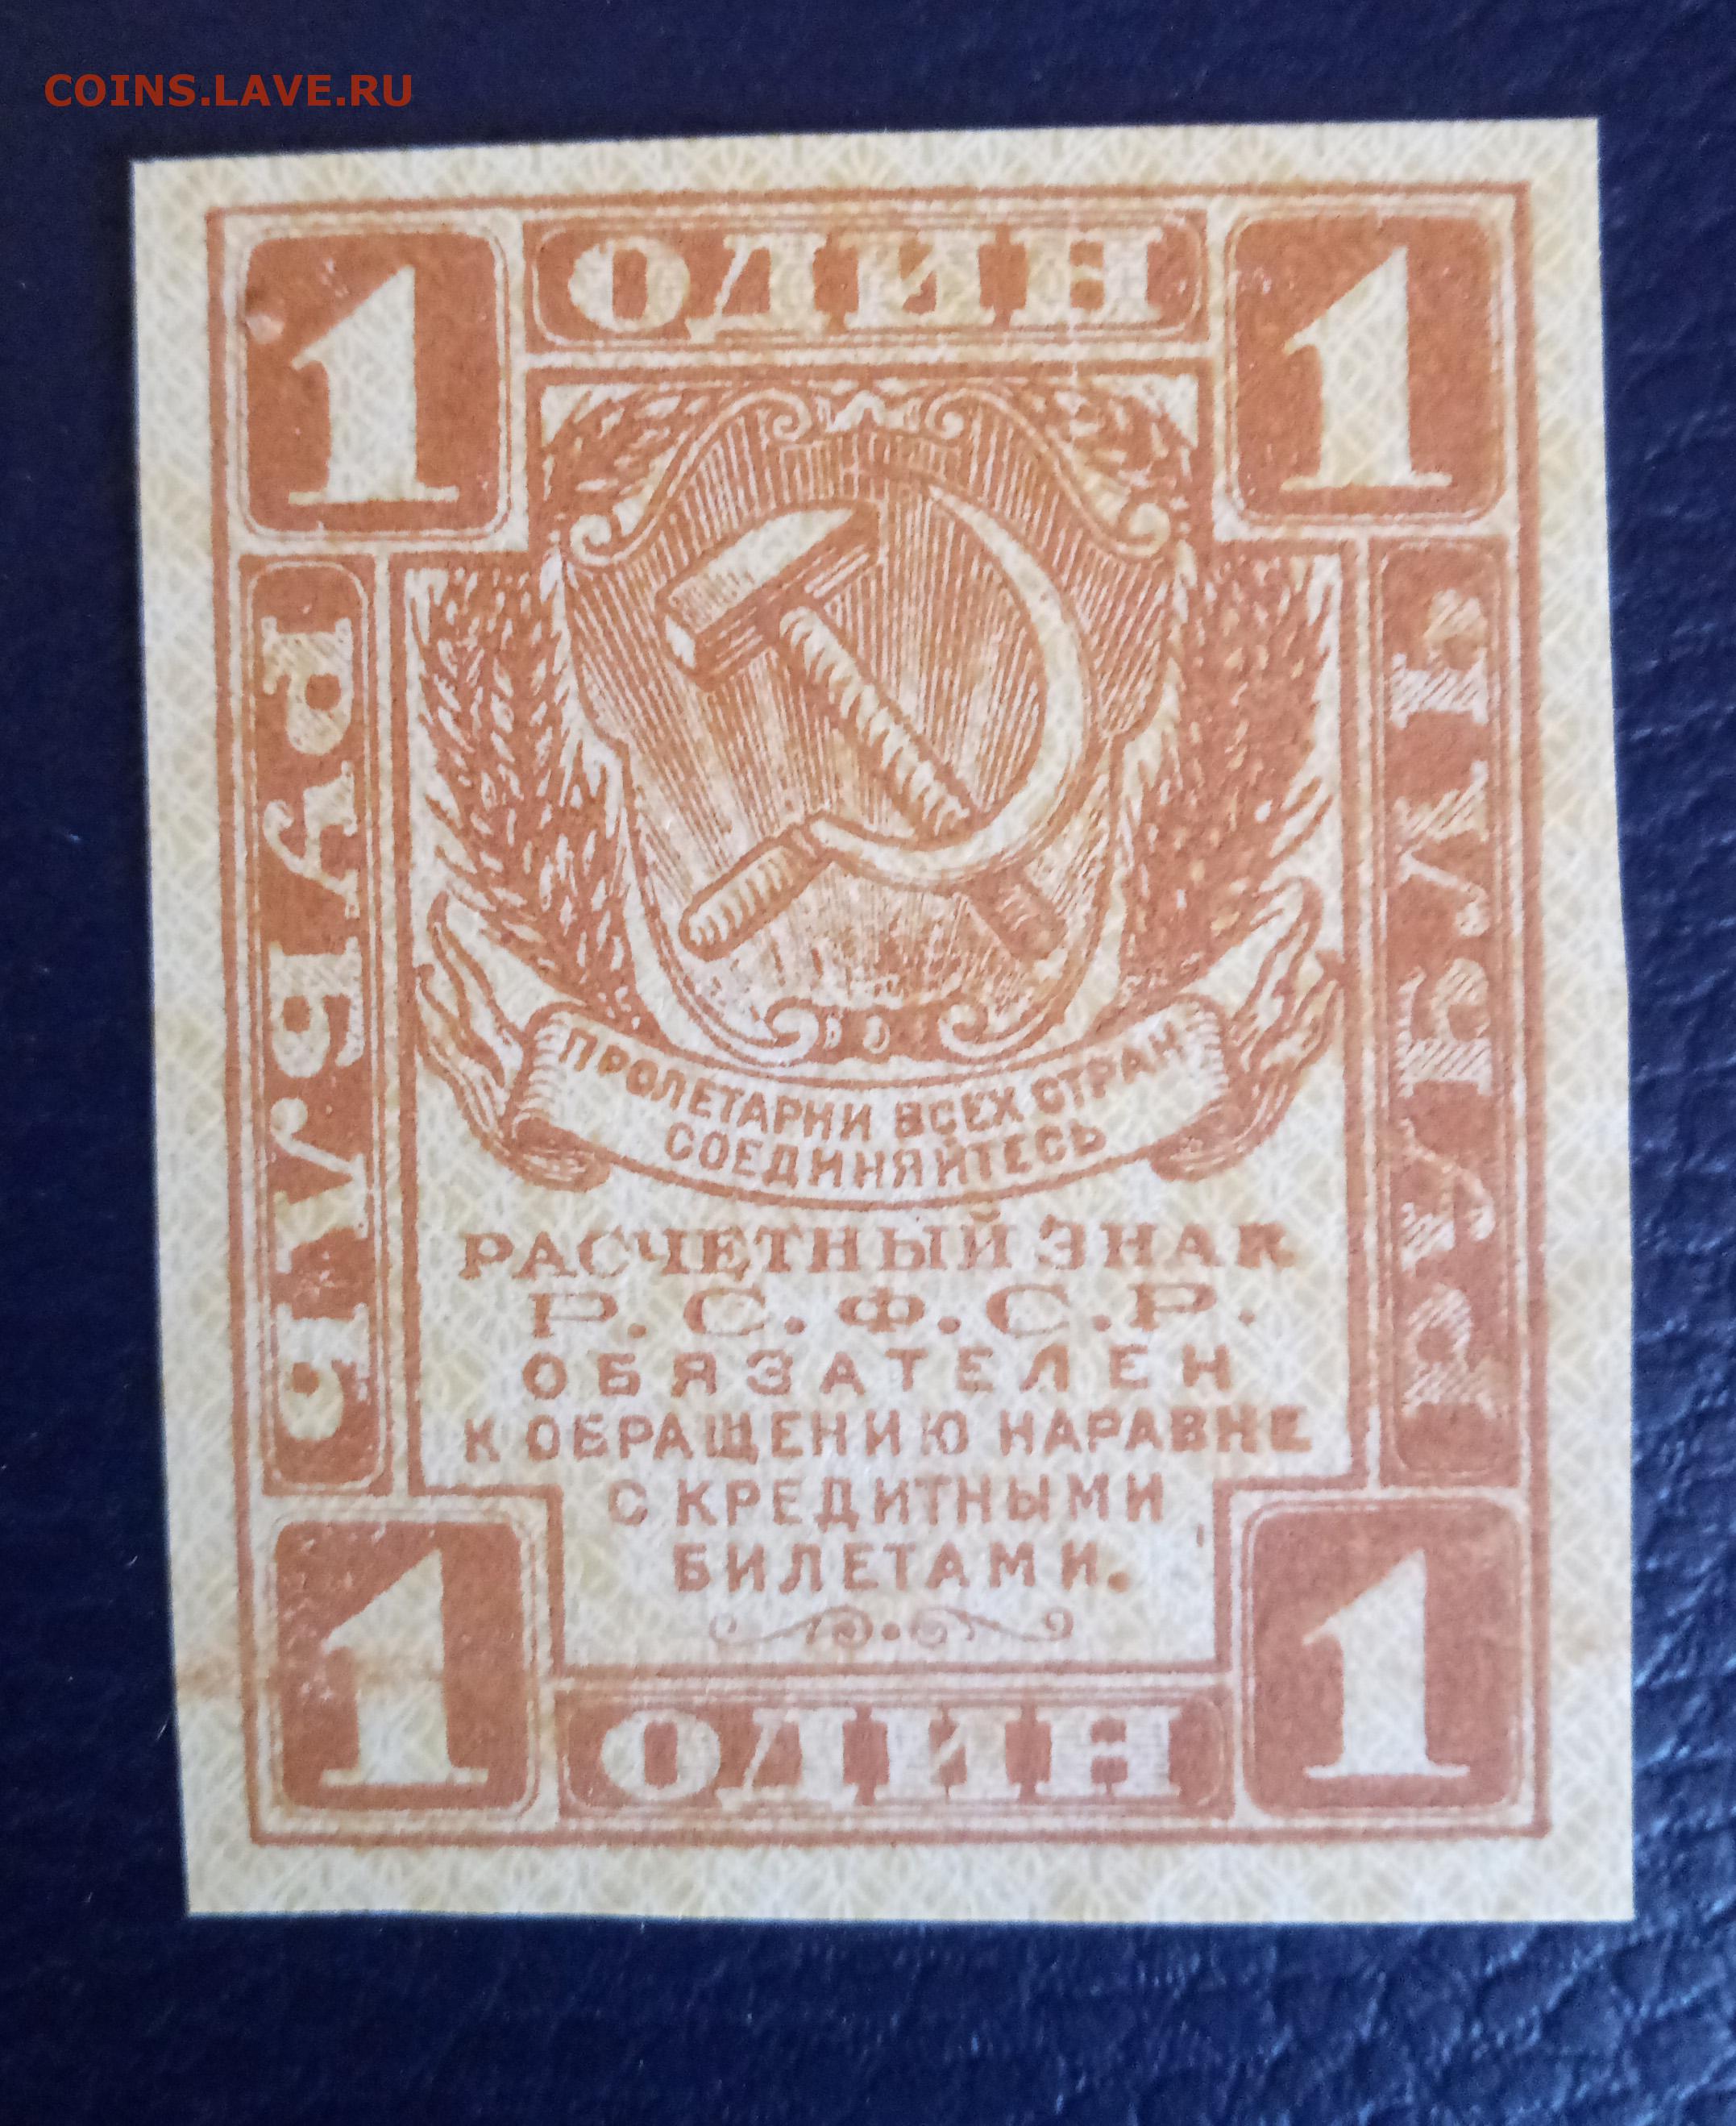 COINS.LAVE.RU
1 ОДИН 1
РУБЛЬ
РУБЛЬ
ПРОЛЕТАРИИ ВСЕХ СТРАН
СОЕДИНЯЙТЕСЬ
РАСЧЕТНЫЙ ЗНАК
Р.С.Ф.С.Р.
ОБЯЗАТЕЛЕН
К ОБРАЩЕНИЮ НАРАВНЕ
С КРЕДИТНЫМИ
БИЛЕТАМИ.
1 ОДИН 1